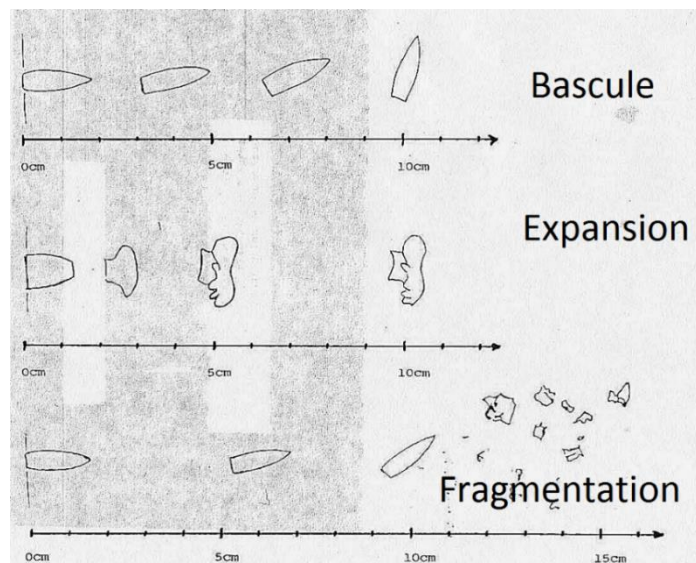 Bascule
0cm 5cm 10cm
Expansion
0cm 5cm 10cm
Fragmentation
0cm 5cm 10cm 15cm